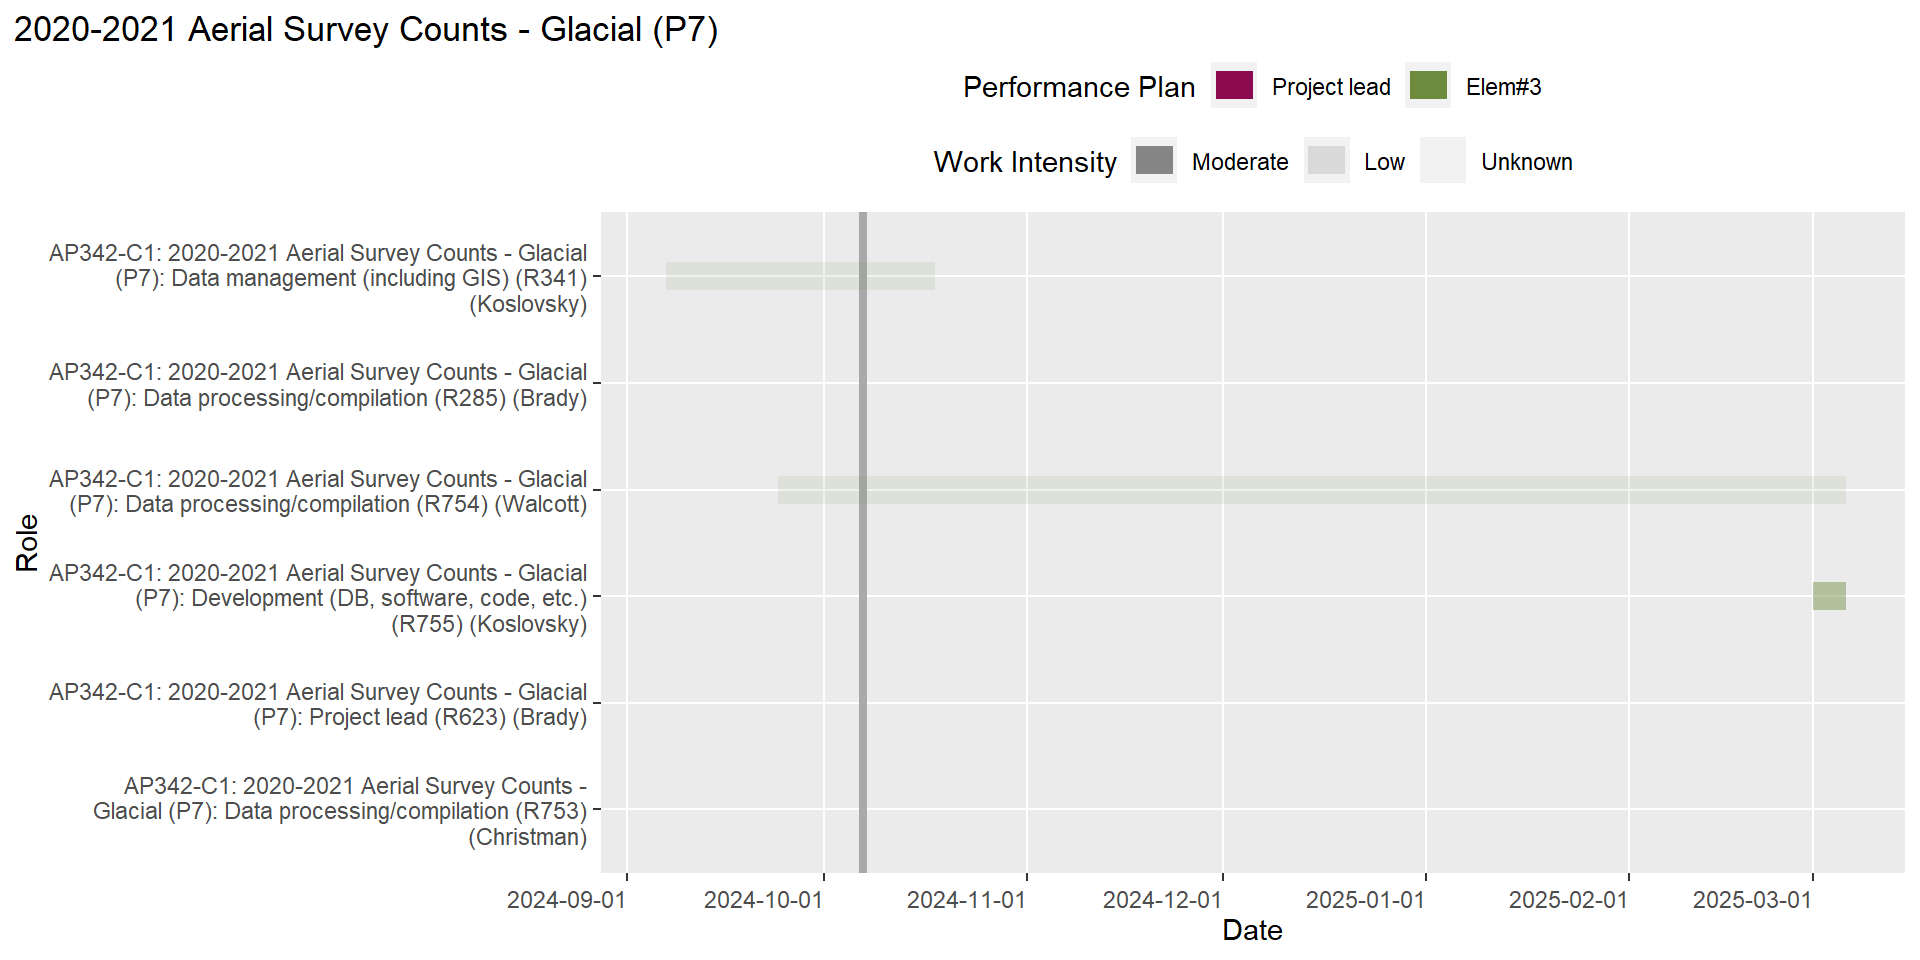 2020-2021 Aerial Survey Counts - Glacial (P7)
Performance Plan Project lead Elem#3
Work Intensity Moderate Low Unknown
Role
AP342-C1: 2020-2021 Aerial Survey Counts - Glacial
(P7): Data management (including GIS) (R341)
(Koslovsky)
AP342-C1: 2020-2021 Aerial Survey Counts - Glacial
(P7): Data processing/compilation (R285) (Brady)
AP342-C1: 2020-2021 Aerial Survey Counts - Glacial
(P7): Data processing/compilation (R754) (Walcott)
AP342-C1: 2020-2021 Aerial Survey Counts - Glacial
(P7): Development (DB, software, code, etc.)
(R755) (Koslovsky)
AP342-C1: 2020-2021 Aerial Survey Counts - Glacial
(P7): Project lead (R623) (Brady)
AP342-C1: 2020-2021 Aerial Survey Counts -
Glacial (P7): Data processing/compilation (R753)
(Christman)
2024-09-01 2024-10-01 2024-11-01 2024-12-01 2025-01-01 2025-02-01 2025-03-01
Date